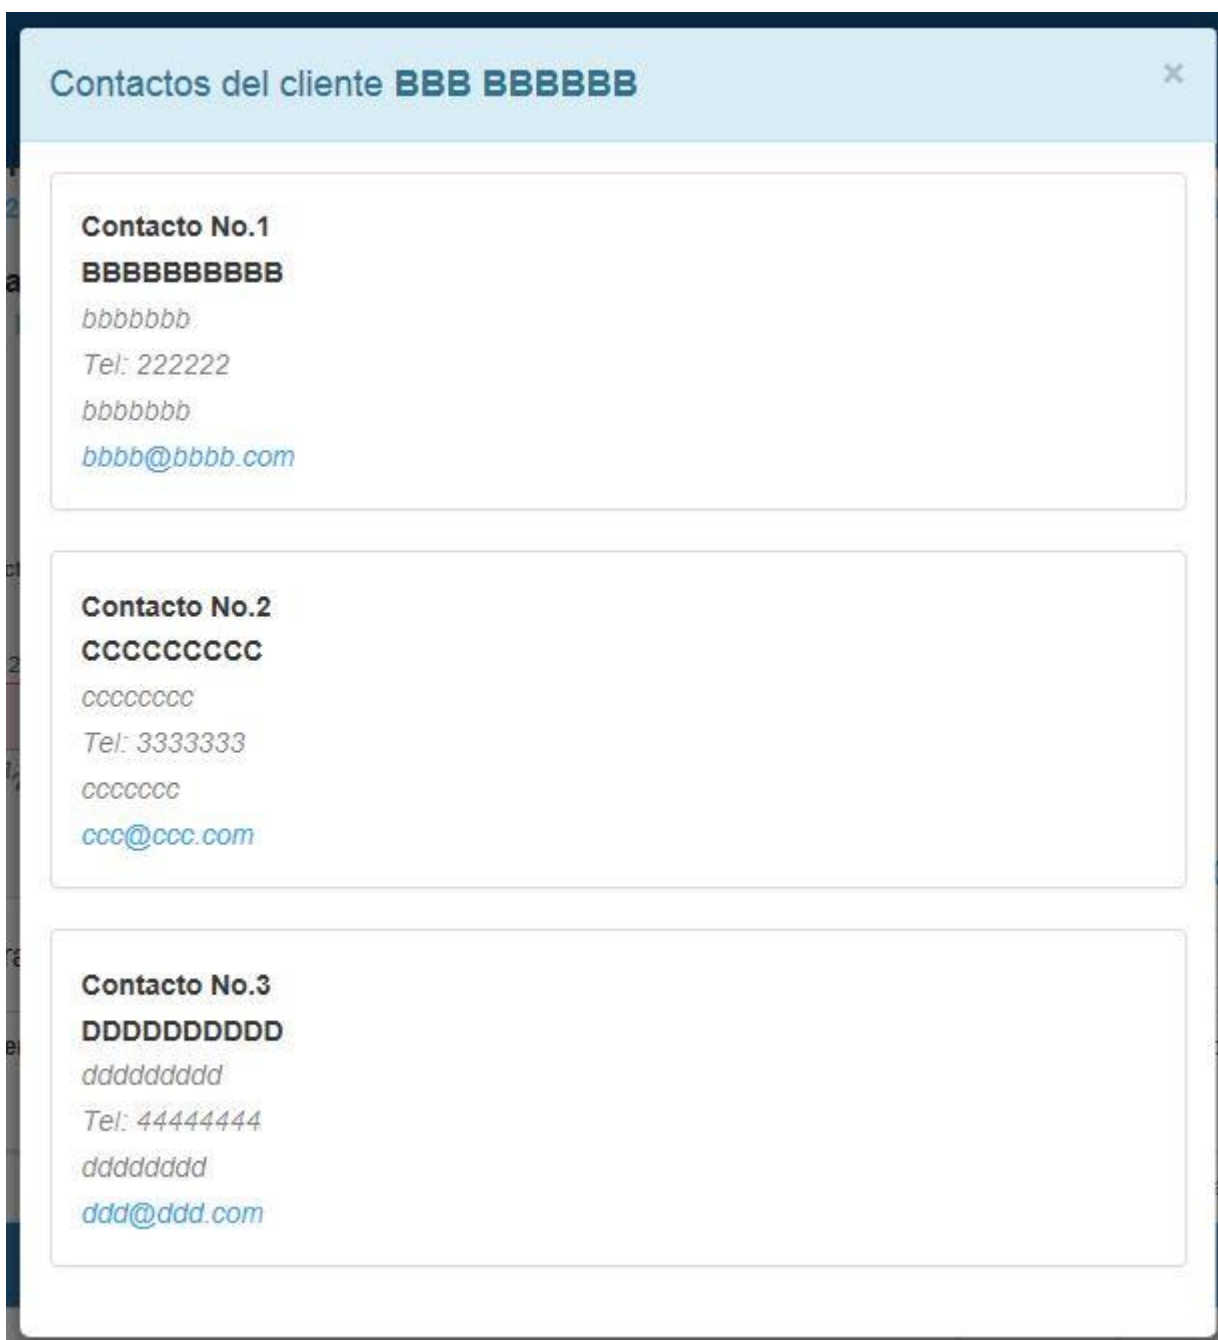 Contactos del cliente BBB BBBBBB
×
Contacto No.1
BBBBBBBBBB
bbbbbbb
Tel: 222222
bbbbbbb
bbbb@bbbb.com
Contacto No.2
CCCCCCCCC
cccccccc
Tel: 3333333
ccccccc
ccc@ccc.com
Contacto No.3
DDDDDDDDDD
ddddddddd
Tel: 44444444
dddddddd
ddd@ddd.com